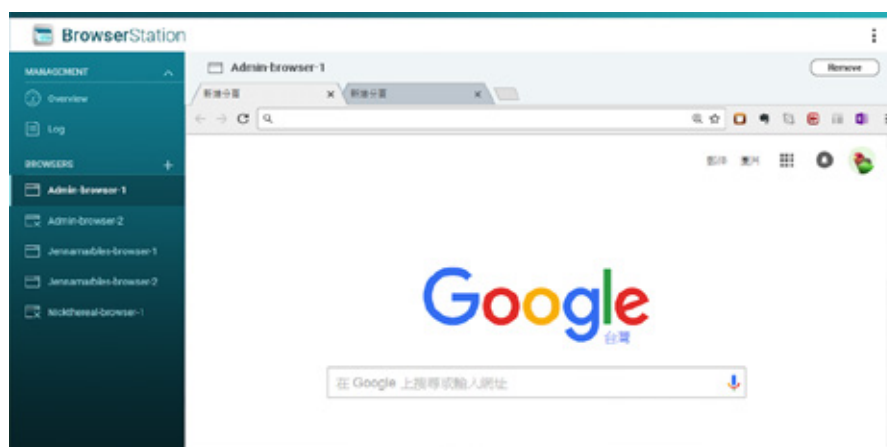 BrowserStation
MANAGEMENT
Overview
Log
BROWSERS
Admin-browser-1
Admin-browser-2
Jennamarbles-browser-1
Jennamarbles-browser-2
Nickthereal-browser-1
Admin-browser-1
Remove
新增分頁
新增分頁
Google
台灣
在 Google 上搜尋或輸入網址